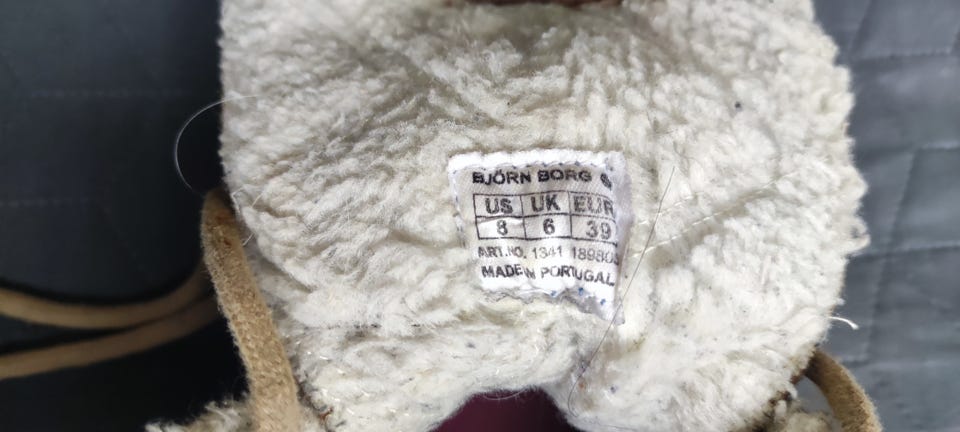 BJÖRN BORG
US UK EUR
8 6 39
ART.NO. 1341
MADE IN PORTUGAL